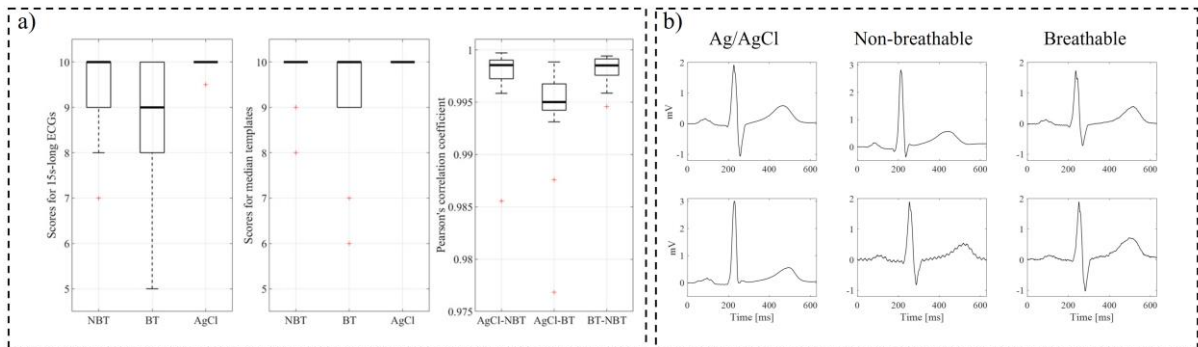 a)
Scores for 15s-long ECGs
10
9
8
7
6
5
NBT BT AgCl
Scores for median templates
10
9
8
7
6
5
NBT BT AgCl
Pearson's correlation coefficient
1
0.995
0.99
0.985
0.98
0.975
AgCl-NBT AgCl-BT BT-NBT
b)
Ag/AgCl Non-breathable Breathable
mV
2
1
0
-1
0 200 400 600
3
2
1
0
0 200 400 600
2
1
0
-1
0 200 400 600
mV
3
2
1
0
0 200 400 600
Time [ms]
2
1
0
-1
0 200 400 600
Time [ms]
2
1
0
-1
0 200 400 600
Time [ms]